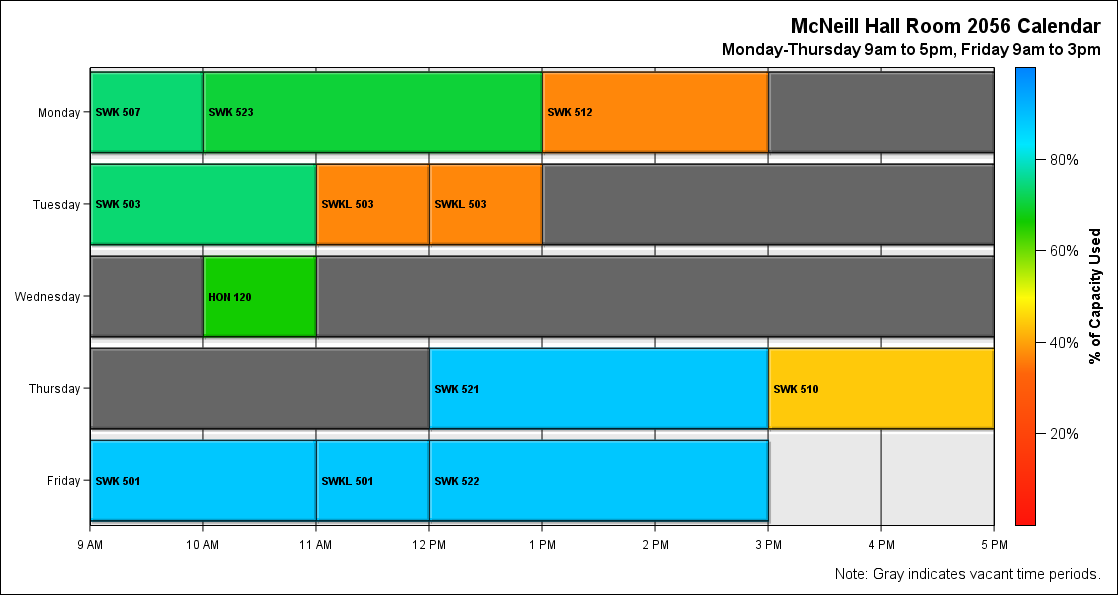 McNeill Hall Room 2056 Calendar
Monday-Thursday 9am to 5pm, Friday 9am to 3pm
Monday
SWK 507
SWK 523
SWK 512
Tuesday
SWK 503
SWKL 503
SWKL 503
Wednesday
HON 120
Thursday
SWK 521
SWK 510
Friday
SWK 501
SWKL 501
SWK 522
9 AM
10 AM
11 AM
12 PM
1 PM
2 PM
3 PM
4 PM
5 PM
80%
60%
40%
20%
% of Capacity Used
Note: Gray indicates vacant time periods.